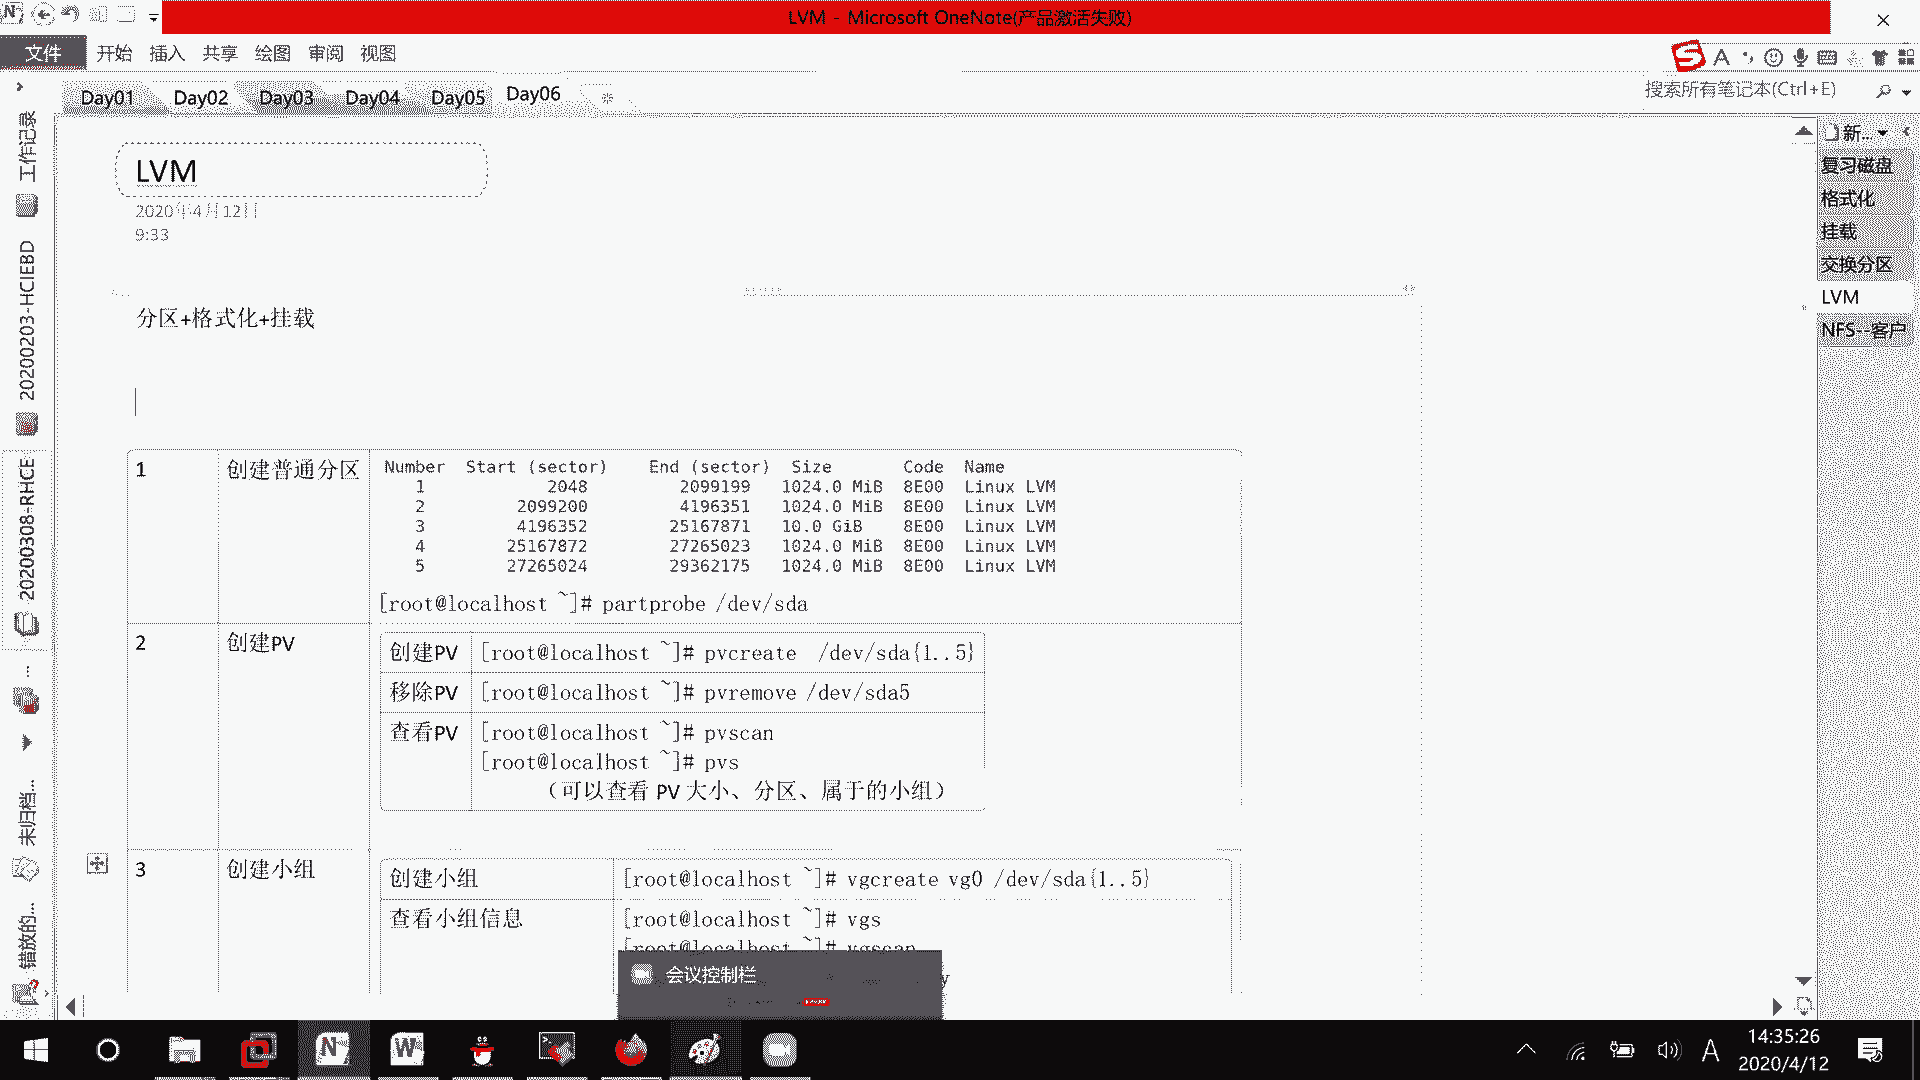 LVM - Microsoft OneNote(产品激活失败)
文件 开始 插入 共享 绘图 审阅 视图
Day01 Day02 Day03 Day04 Day05 Day06
搜索所有笔记本(Ctrl+E)
工作记录
20200203-HCIEBD
20200308-RHCE
...
未归档...
错放的...
新...
复习磁盘
格式化
挂载
交换分区
LVM
NFS--客户
LVM
2020年4月12日
9:33
分区+格式化+挂载
1 创建普通分区
Number Start (sector) End (sector) Size Code Name
1 2048 2099199 1024.0 MiB 8E00 Linux LVM
2 2099200 4196351 1024.0 MiB 8E00 Linux LVM
3 4196352 25167871 10.0 GiB 8E00 Linux LVM
4 25167872 27265023 1024.0 MiB 8E00 Linux LVM
5 27265024 29362175 1024.0 MiB 8E00 Linux LVM
[root@localhost ~]# partprobe /dev/sda
2 创建PV
创建PV [root@localhost ~]# pvcreate /dev/sda{1..5}
移除PV [root@localhost ~]# pvremove /dev/sda5
查看PV [root@localhost ~]# pvscan
[root@localhost ~]# pvs
（可以查看 PV 大小、分区、属于的小组）
3 创建小组
创建小组 [root@localhost ~]# vgcreate vg0 /dev/sda{1..5}
查看小组信息 [root@localhost ~]# vgs
[root@localhost ~]# vgscan
会议控制栏
A 14:35:26
2020/4/12